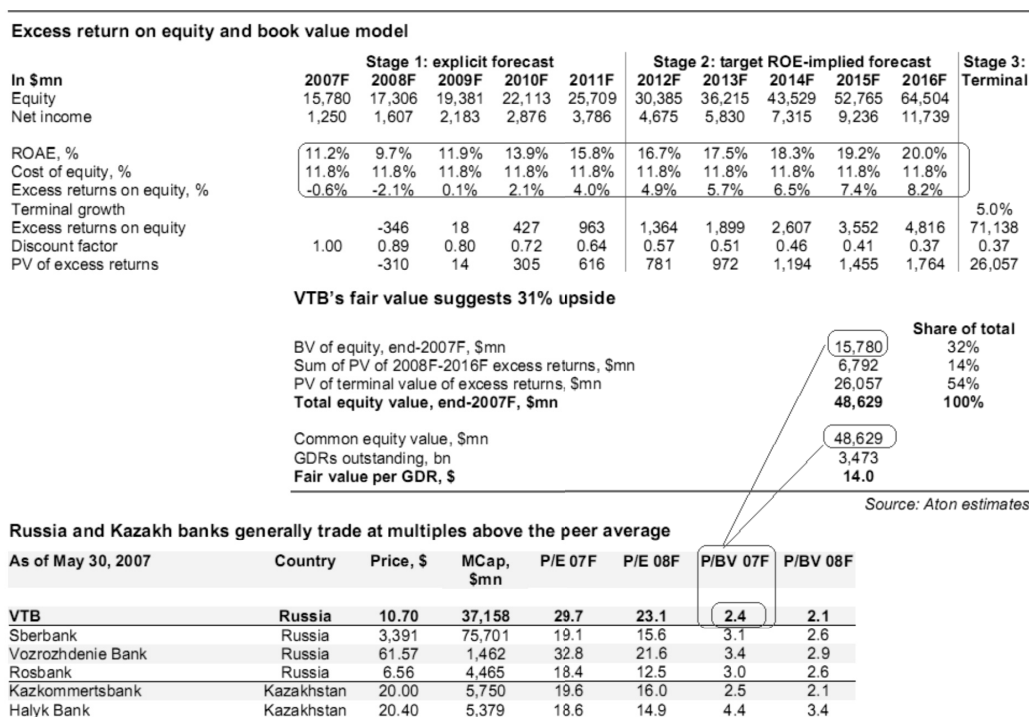 Excess return on equity and book value model
Stage 1: explicit forecast Stage 2: target ROE-implied forecast Stage 3:
In $mn 2007F 2008F 2009F 2010F 2011F 2012F 2013F 2014F 2015F 2016F Terminal
Equity 15,780 17,306 19,381 22,113 25,709 30,385 36,215 43,529 52,765 64,504
Net income 1,250 1,607 2,183 2,876 3,786 4,675 5,830 7,315 9,236 11,739
ROAE, % 11.2% 9.7% 11.9% 13.9% 15.8% 16.7% 17.5% 18.3% 19.2% 20.0%
Cost of equity, % 11.8% 11.8% 11.8% 11.8% 11.8% 11.8% 11.8% 11.8% 11.8% 11.8%
Excess returns on equity, % -0.6% -2.1% 0.1% 2.1% 4.0% 4.9% 5.7% 6.5% 7.4% 8.2%
Terminal growth 5.0%
Excess returns on equity -346 18 427 963 1,364 1,899 2,607 3,552 4,816 71,138
Discount factor 1.00 0.89 0.80 0.72 0.64 0.57 0.51 0.46 0.41 0.37 0.37
PV of excess returns -310 14 305 616 781 972 1,194 1,455 1,764 26,057
VTB's fair value suggests 31% upside
Share of total
BV of equity, end-2007F, $mn 15,780 32%
Sum of PV of 2008F-2016F excess returns, $mn 6,792 14%
PV of terminal value of excess returns, $mn 26,057 54%
Total equity value, end-2007F, $mn 48,629 100%
Common equity value, $mn 48,629
GDRs outstanding, bn 3,473
Fair value per GDR, $ 14.0
Source: Aton estimates
Russia and Kazakh banks generally trade at multiples above the peer average
As of May 30, 2007 Country Price, $ MCap, P/E 07F P/E 08F P/BV 07F P/BV 08F
$mn
VTB Russia 10.70 37,158 29.7 23.1 2.4 2.1
Sberbank Russia 3,391 75,701 19.1 15.6 3.1 2.6
Vozrozhdenie Bank Russia 61.57 1,462 32.8 21.6 3.4 2.9
Rosbank Russia 6.56 4,465 18.4 12.5 3.0 2.6
Kazkommertsbank Kazakhstan 20.00 5,750 19.6 16.0 2.5 2.1
Halyk Bank Kazakhstan 20.40 5,379 18.6 14.9 4.4 3.4